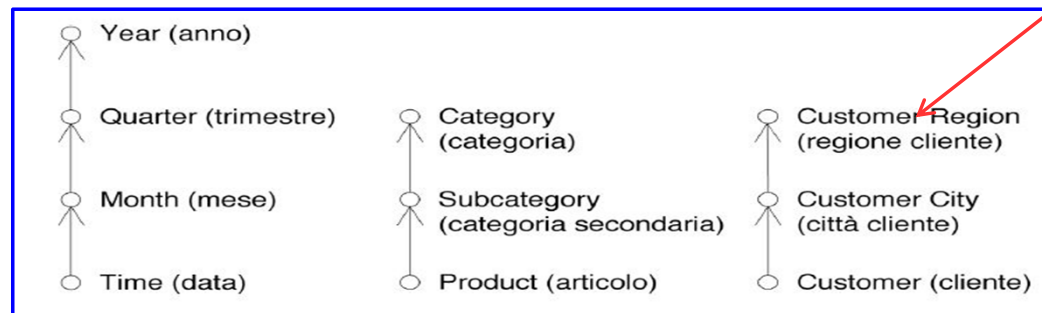 Year (anno)
Quarter (trimestre)
Month (mese)
Time (data)
Category
(categoria)
Subcategory
(categoria secondaria)
Product (articolo)
Customer Region
(regione cliente)
Customer City
(città cliente)
Customer (cliente)